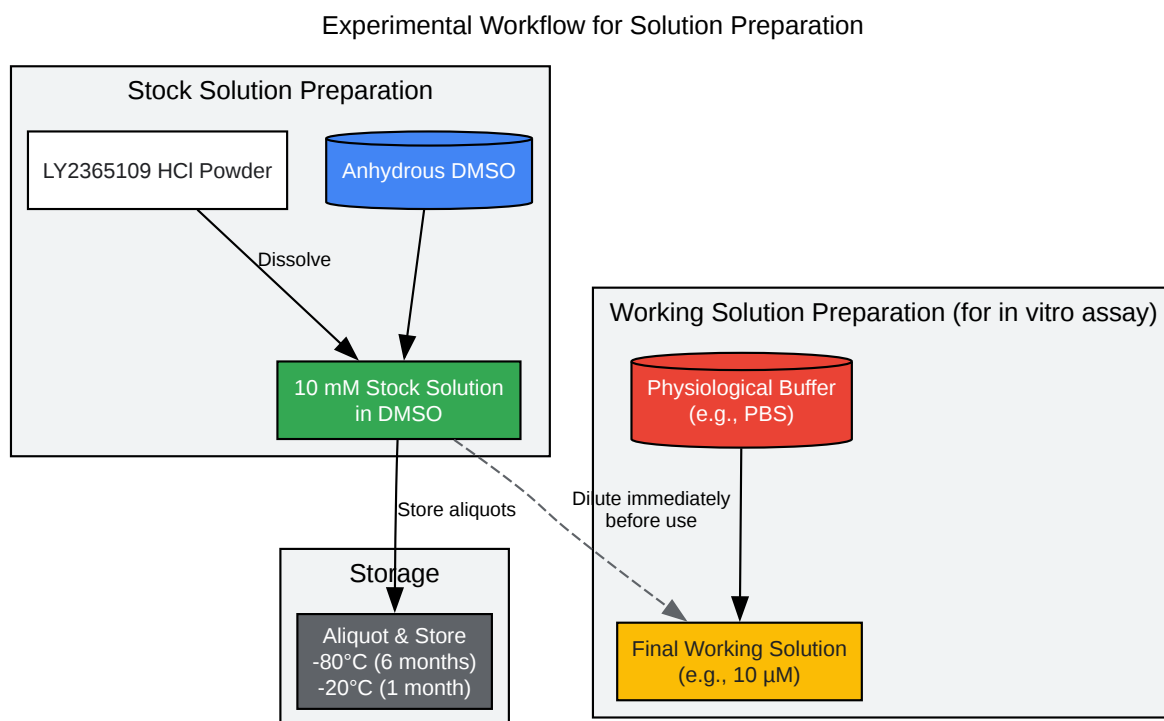 Experimental Workflow for Solution Preparation
Stock Solution Preparation
LY2365109 HCl Powder
Anhydrous DMSO
Dissolve
10 mM Stock Solution
in DMSO
Working Solution Preparation (for in vitro assay)
Physiological Buffer
(e.g., PBS)
Store aliquots
Dilute immediately
before use
Storage
Aliquot & Store
-80°C (6 months)
-20°C (1 month)
Final Working Solution
(e.g., 10 µM)